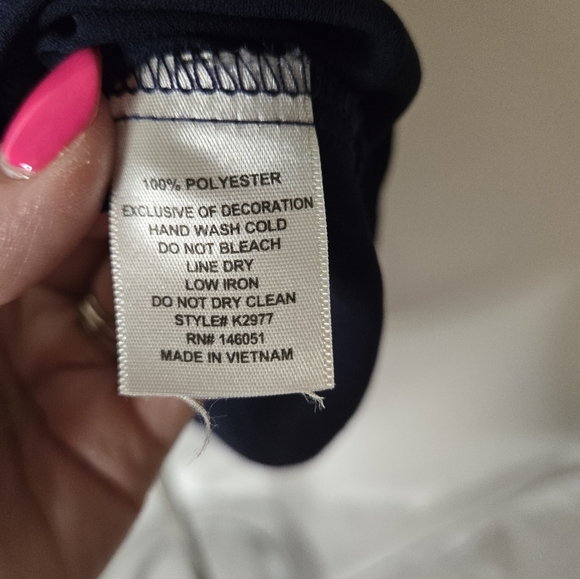 100% POLYESTER
EXCLUSIVE OF DECORATION
HAND WASH COLD
DO NOT BLEACH
LINE DRY
LOW IRON
DO NOT DRY CLEAN
STYLE# K2977
RN# 146051
MADE IN VIETNAM